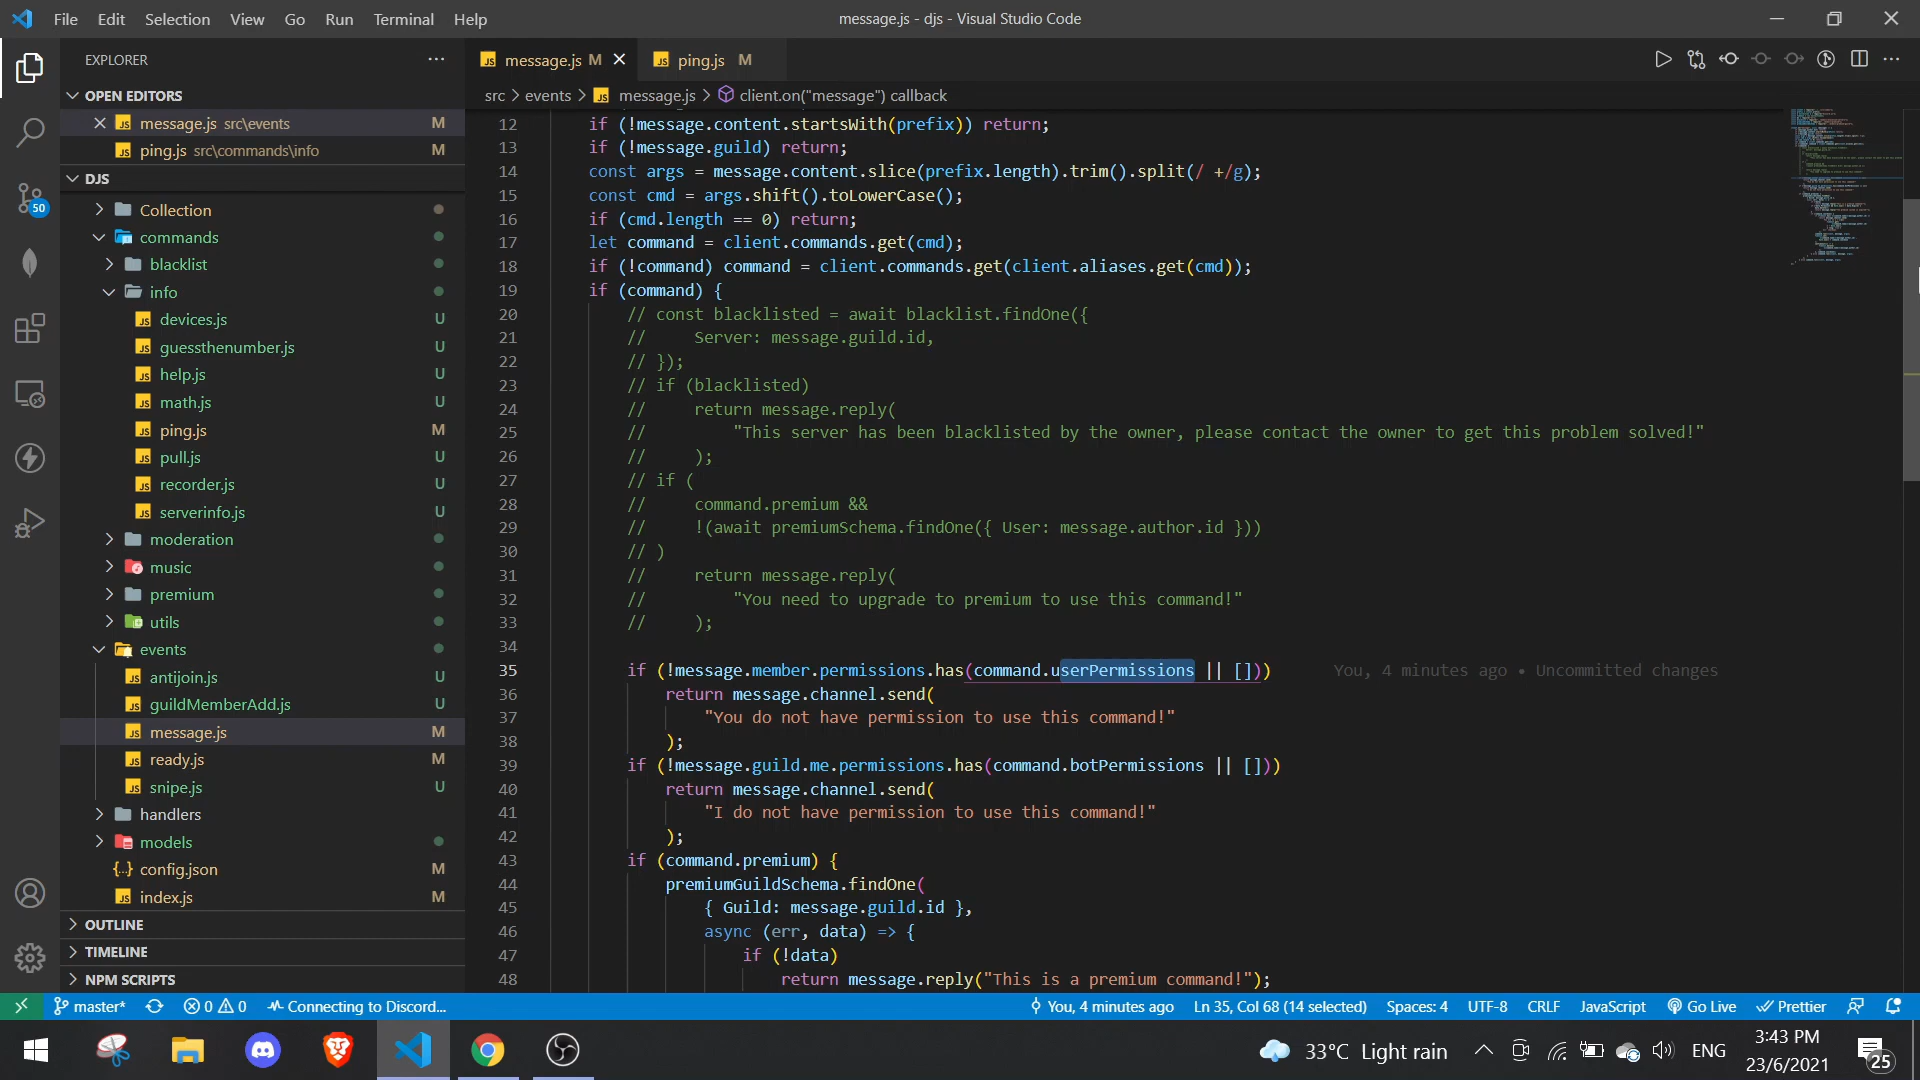 File Edit Selection View Go Run Terminal Help
message.js - djs - Visual Studio Code
EXPLORER
message.js M
ping.js M
OPEN EDITORS
src > events > JS message.js > client.on("message") callback
message.js src\events M
ping.js src\commands\info M
DJS
Collection
commands
blacklist
info
devices.js U
guessthenumber.js U
help.js U
math.js U
ping.js M
pull.js U
recorder.js U
serverinfo.js U
moderation
music
premium
utils
events
antijoin.js U
guildMemberAdd.js U
message.js M
ready.js M
snipe.js U
handlers
models
config.json M
index.js M
OUTLINE
TIMELINE
NPM SCRIPTS
50
12 if (!message.content.startsWith(prefix)) return;
13 if (!message.guild) return;
14 const args = message.content.slice(prefix.length).trim().split(/ +/g);
15 const cmd = args.shift().toLowerCase();
16 if (cmd.length == 0) return;
17 let command = client.commands.get(cmd);
18 if (!command) command = client.commands.get(client.aliases.get(cmd));
19 if (command) {
20 // const blacklisted = await blacklist.findOne({
21 // Server: message.guild.id,
22 // });
23 // if (blacklisted)
24 // return message.reply(
25 // "This server has been blacklisted by the owner, please contact the owner to get this problem solved!"
26 // );
27 // if (
28 // command.premium &&
29 // !(await premiumSchema.findOne({ User: message.author.id }))
30 // )
31 // return message.reply(
32 // "You need to upgrade to premium to use this command!"
33 // );
34
35 if (!message.member.permissions.has(command.userPermissions || [])) You, 4 minutes ago • Uncommitted changes
36 return message.channel.send(
37 "You do not have permission to use this command!"
38 );
39 if (!message.guild.me.permissions.has(command.botPermissions || []))
40 return message.channel.send(
41 "I do not have permission to use this command!"
42 );
43 if (command.premium) {
44 premiumGuildSchema.findOne(
45 { Guild: message.guild.id },
46 async (err, data) => {
47 if (!data)
48 return message.reply("This is a premium command!");
master* 0 0 Connecting to Discord... You, 4 minutes ago Ln 35, Col 68 (14 selected) Spaces: 4 UTF-8 CRLF JavaScript Go Live Prettier
33°C Light rain ENG 3:43 PM
23/6/2021
25